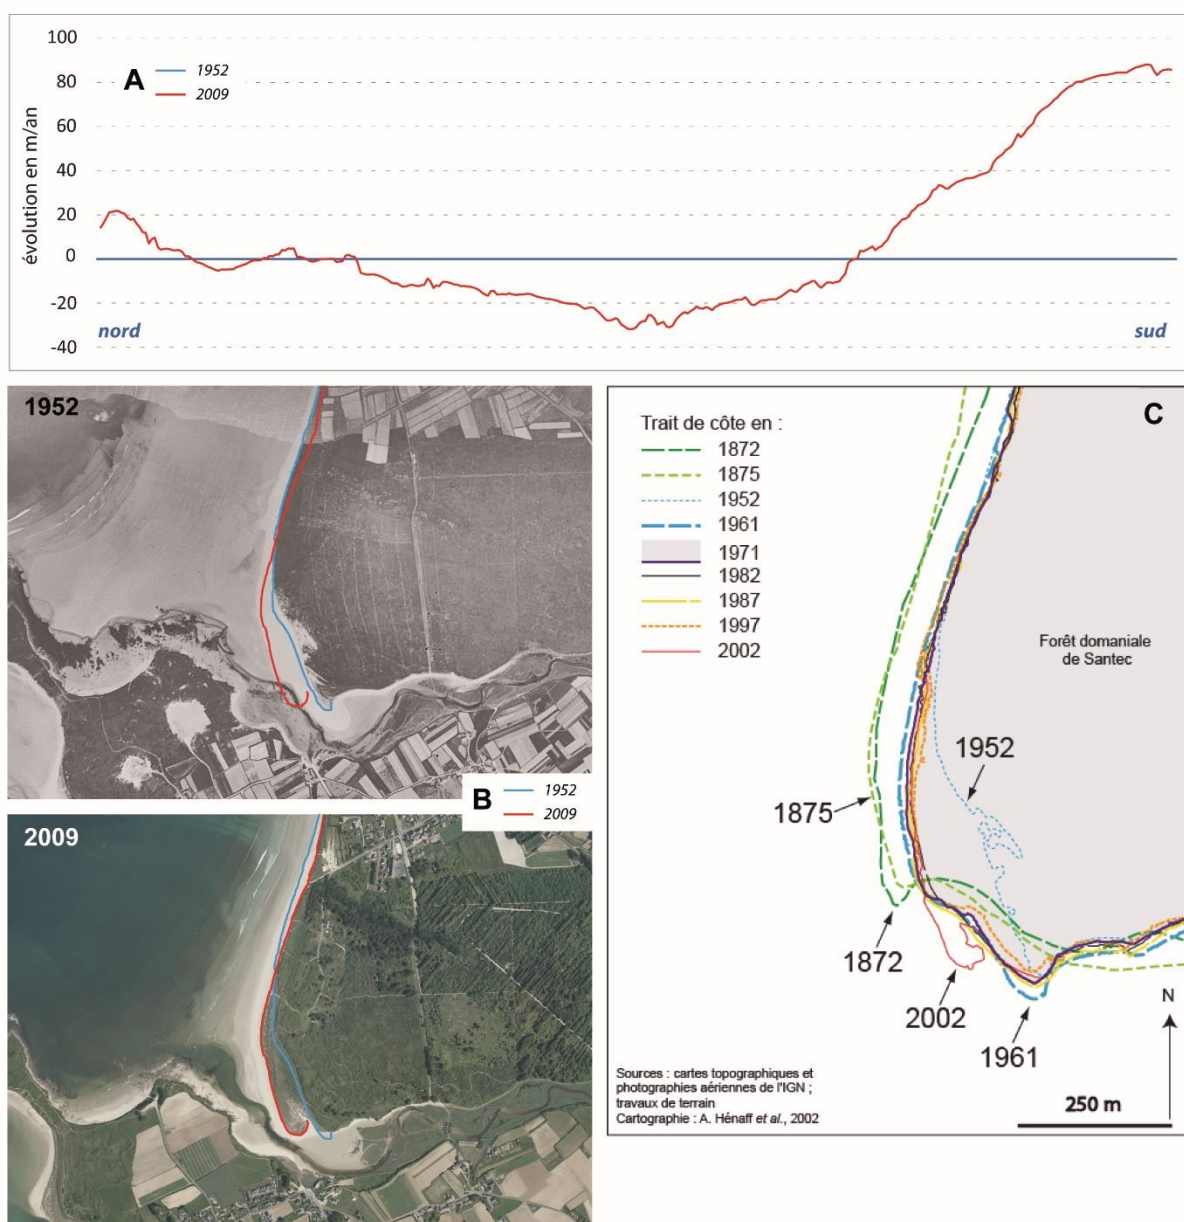 100
80
60
40
20
0
-20
-40
évolution en m/an
A
1952
2009
nord
sud
1952
B
1952
2009
2009
C
Trait de côte en :
1872
1875
1952
1961
1971
1982
1987
1997
2002
Forêt domaniale
de Santec
1952
1875
1872
2002
1961
N
250 m
Sources : cartes topographiques et
photographies aériennes de l'IGN ;
travaux de terrain
Cartographie : A. Hénaff et al., 2002